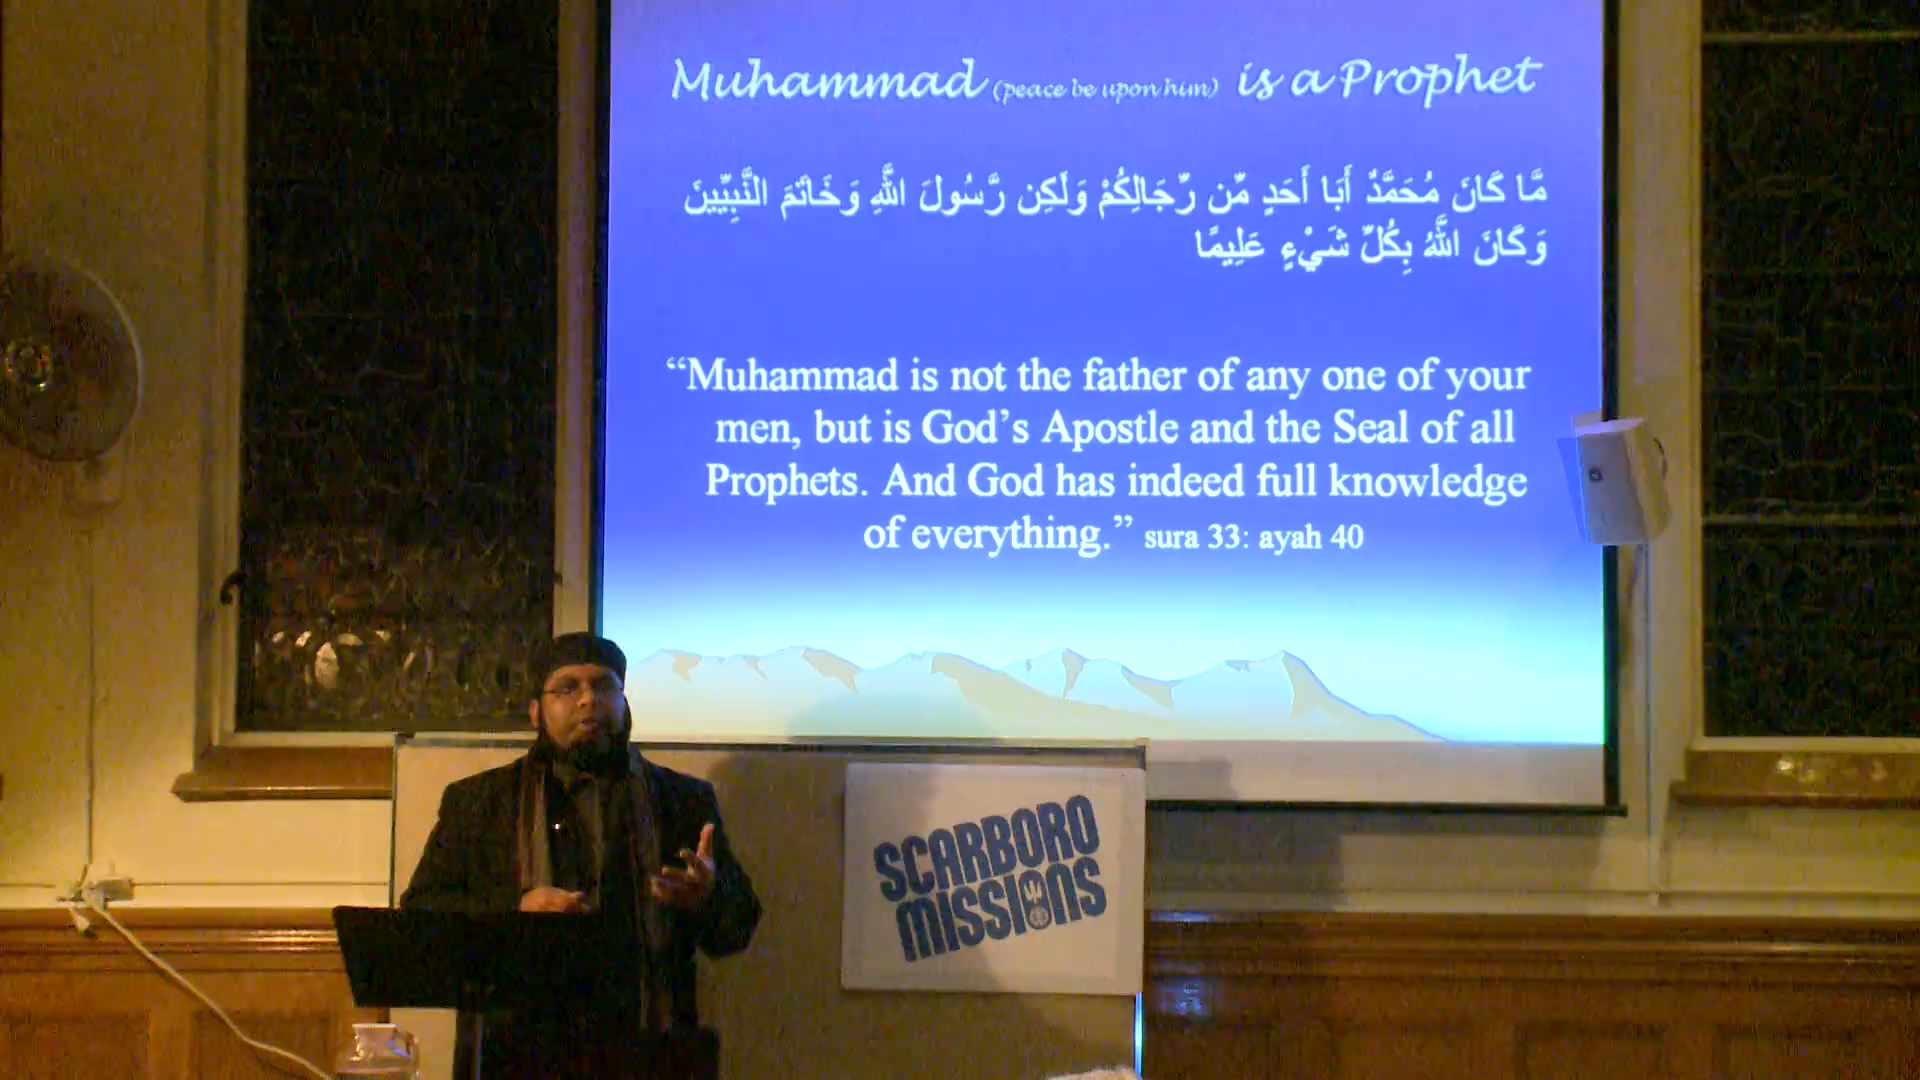 Muhammad (peace be upon him) is a Prophet
مَّا كَانَ مُحَمَّدٌ أَبَا أَحَدٍ مِّن رِّجَالِكُمْ وَلَكِن رَّسُولَ اللَّهِ وَخَاتَمَ النَّبِيِّينَ
وَكَانَ اللَّهُ بِكُلِّ شَيْءٍ عَلِيمًا
“Muhammad is not the father of any one of your
men, but is God’s Apostle and the Seal of all
Prophets. And God has indeed full knowledge
of everything.” sura 33: ayah 40
SCARBORO
MISSIONS